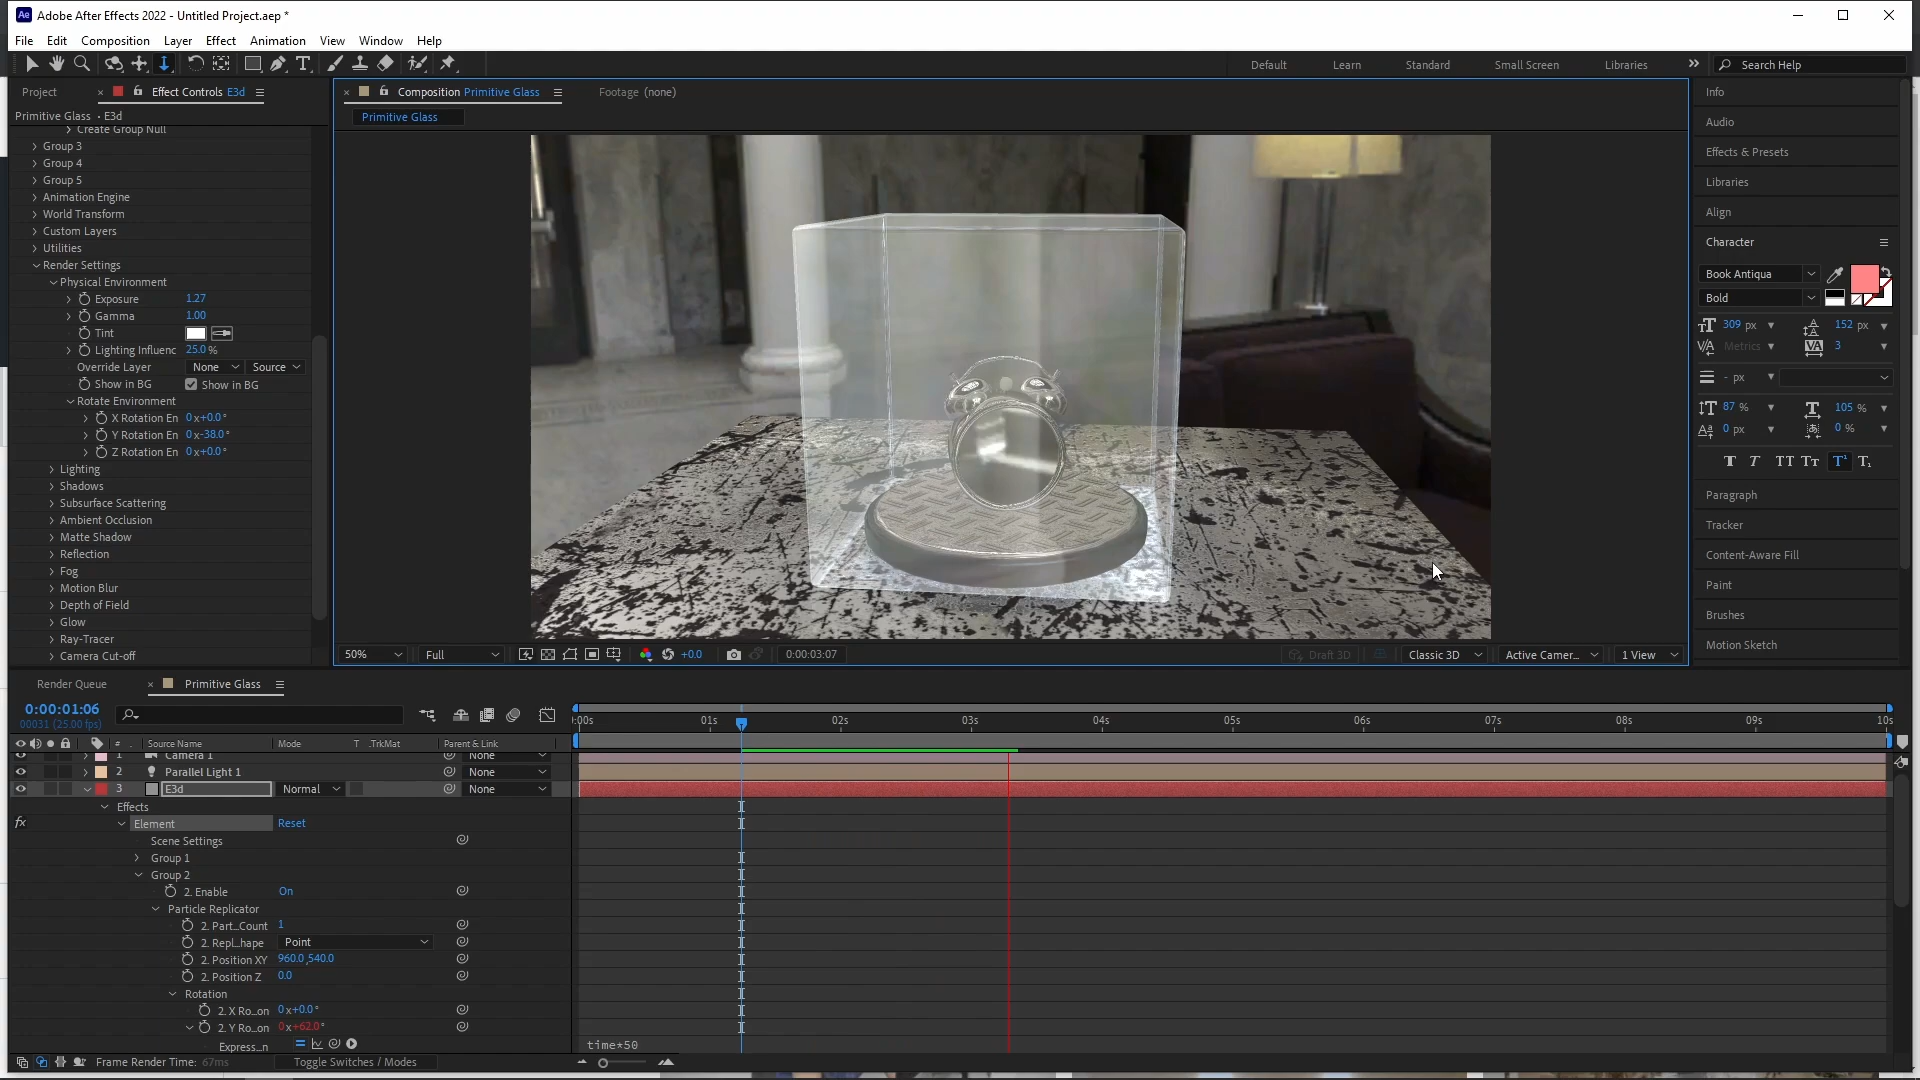 Ae Adobe After Effects 2022 - Untitled Project.aep *
File Edit Composition Layer Effect Animation View Window Help
Default Learn Standard Small Screen Libraries » Search Help
Project × Effect Controls E3d
Primitive Glass • E3d
Create Group Null
Group 3
Group 4
Group 5
Animation Engine
World Transform
Custom Layers
Utilities
Render Settings
Physical Environment
Exposure 1.27
Gamma 1.00
Tint
Lighting Influenc 25.0 %
Override Layer None Source
Show in BG Show in BG
Rotate Environment
X Rotation En 0x+0.0°
Y Rotation En 0x-38.0°
Z Rotation En 0x+0.0°
Lighting
Shadows
Subsurface Scattering
Ambient Occlusion
Matte Shadow
Reflection
Fog
Motion Blur
Depth of Field
Glow
Ray-Tracer
Camera Cut-off
× Composition Primitive Glass
Footage (none)
Primitive Glass
50% Full +0.0 0:00:03:07 Draft 3D Classic 3D Active Camer... 1 View
Info
Audio
Effects & Presets
Libraries
Align
Character
Book Antiqua
Bold
309 px 152 px
Metrics 3
- px
87 % 105 %
0 px 0 %
T T TT Tт T¹ T₁
Paragraph
Tracker
Content-Aware Fill
Paint
Brushes
Motion Sketch
Render Queue × Primitive Glass
0:00:01:06
00031 (25.00 fps)
:00s 01s 02s 03s 04s 05s 06s 07s 08s 09s 10s
# Source Name Mode T .TrkMat Parent & Link
1 Camera 1 None
2 Parallel Light 1 None
3 E3d Normal None
Effects
fx Element Reset
Scene Settings
Group 1
Group 2
2. Enable On
Particle Replicator
2. Part...Count 1
2. Repl...hape Point
2. Position XY 960.0,540.0
2. Position Z 0.0
Rotation
2. X Ro...on 0x+0.0°
2. Y Ro...on 0x+62.0°
Express...n time*50
Frame Render Time: 67ms Toggle Switches / Modes